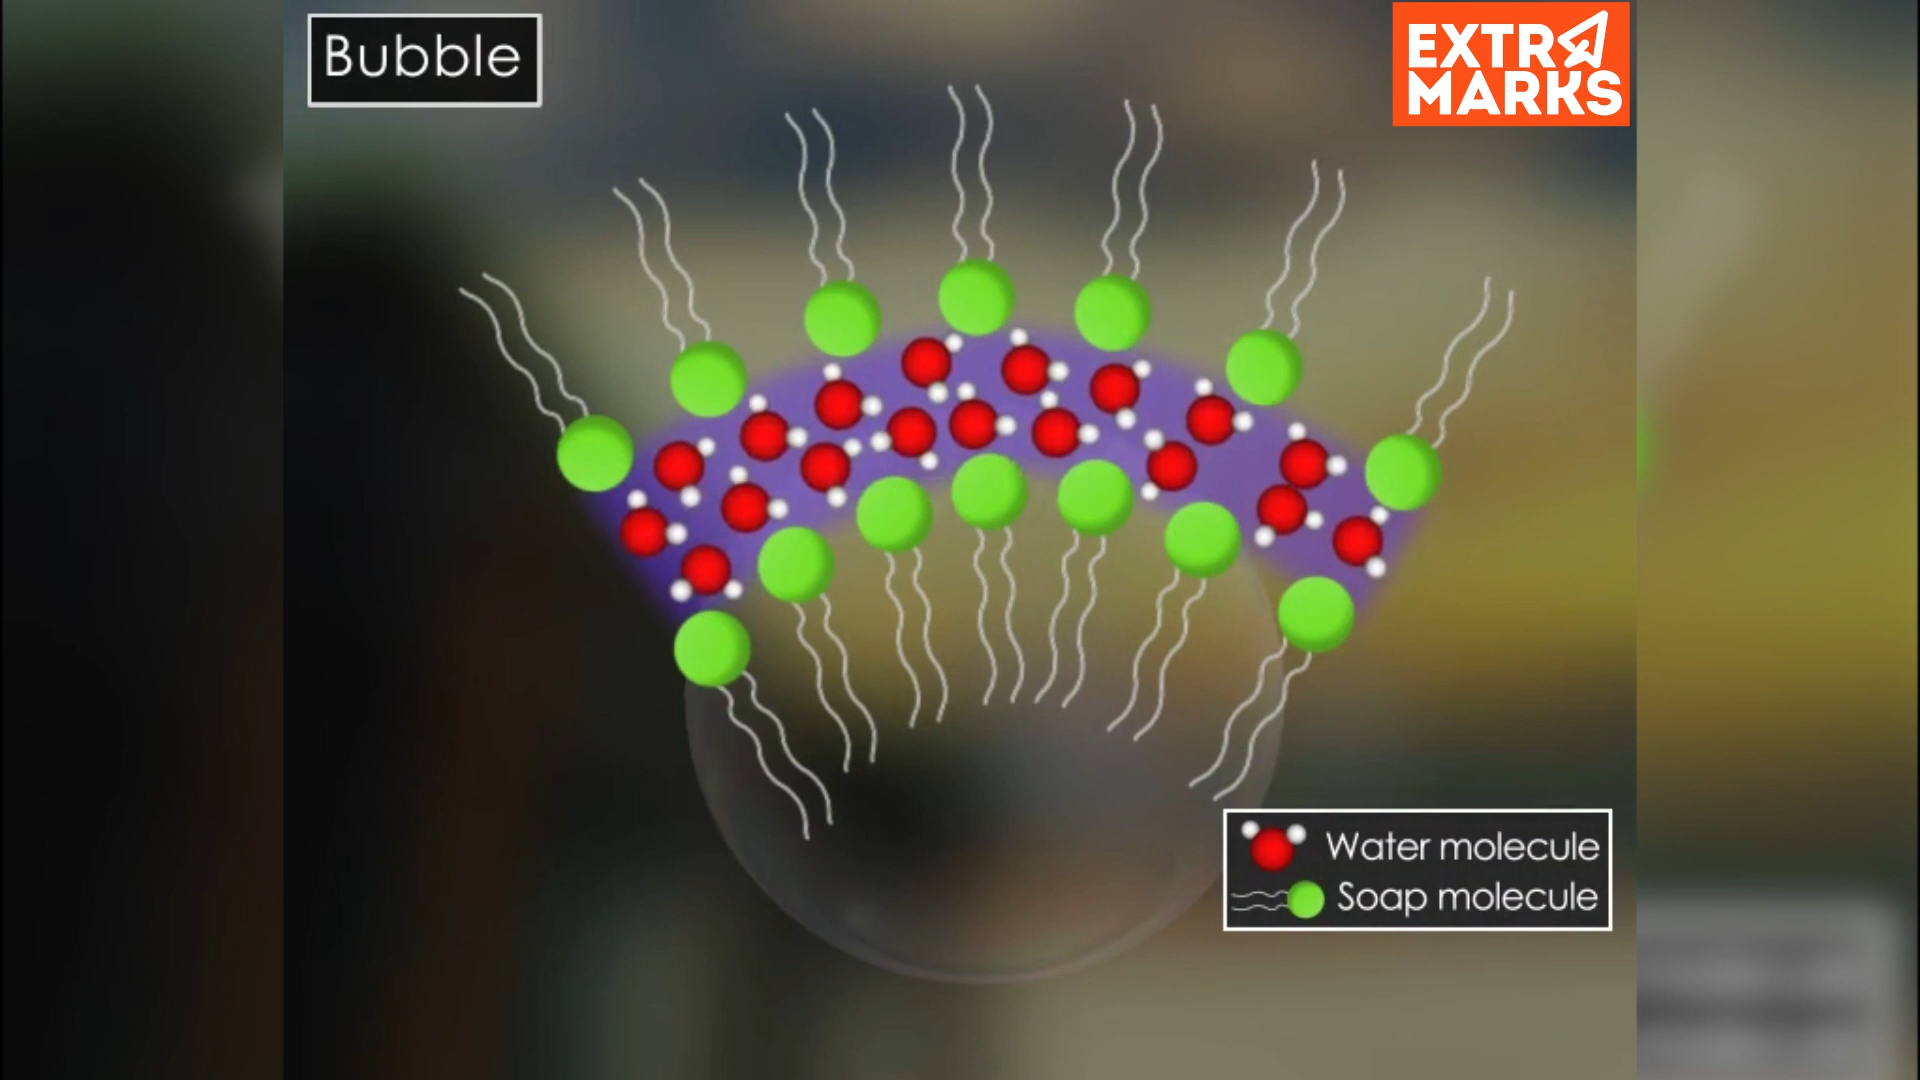 Bubble
EXTRA
MARKS
Water molecule
Soap molecule